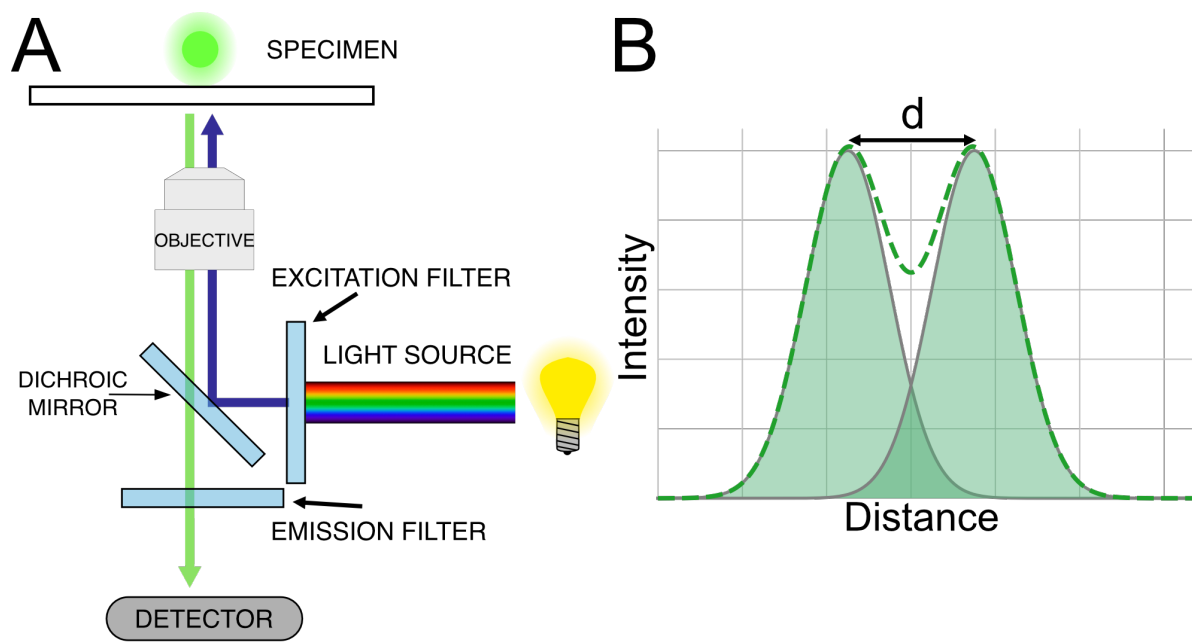 A
SPECIMEN
OBJECTIVE
EXCITATION FILTER
LIGHT SOURCE
DICHROIC
MIRROR
EMISSION FILTER
DETECTOR
B
d
Intensity
Distance